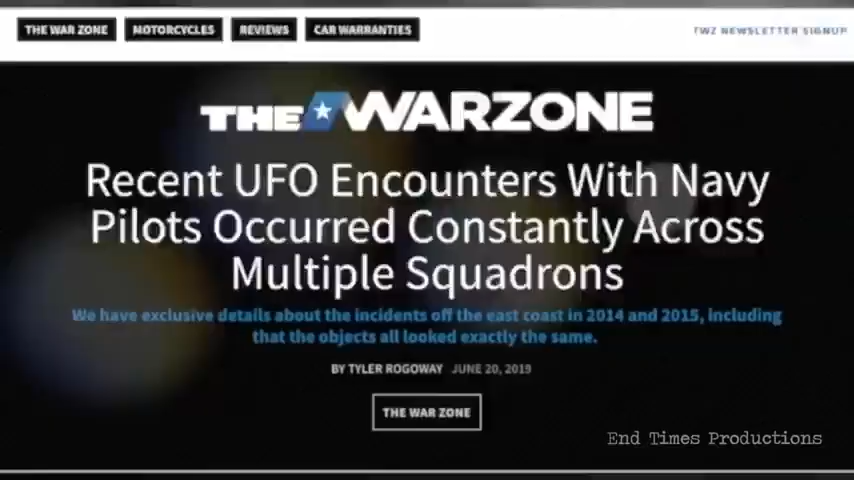 THE WAR ZONE
MOTORCYCLES
REVIEWS
CAR WARRANTIES
TWZ NEWSLETTER SIGNUP
THE WARZONE
Recent UFO Encounters With Navy
Pilots Occurred Constantly Across
Multiple Squadrons
We have exclusive details about the incidents off the east coast in 2014 and 2015, including
that the objects all looked exactly the same.
BY TYLER ROGOWAY JUNE 20, 2019
THE WAR ZONE
End Times Productions